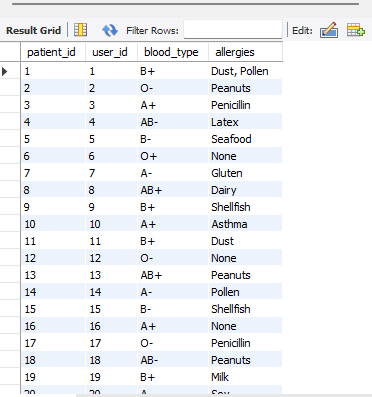 Result Grid Filter Rows: Edit:
patient_id user_id blood_type allergies
1 1 B+ Dust, Pollen
2 2 O- Peanuts
3 3 A+ Penicillin
4 4 AB- Latex
5 5 B- Seafood
6 6 O+ None
7 7 A- Gluten
8 8 AB+ Dairy
9 9 B+ Shellfish
10 10 A+ Asthma
11 11 B+ Dust
12 12 O- None
13 13 AB+ Peanuts
14 14 A- Pollen
15 15 B- Shellfish
16 16 A+ None
17 17 O- Penicillin
18 18 AB- Peanuts
19 19 B+ Milk
20 20